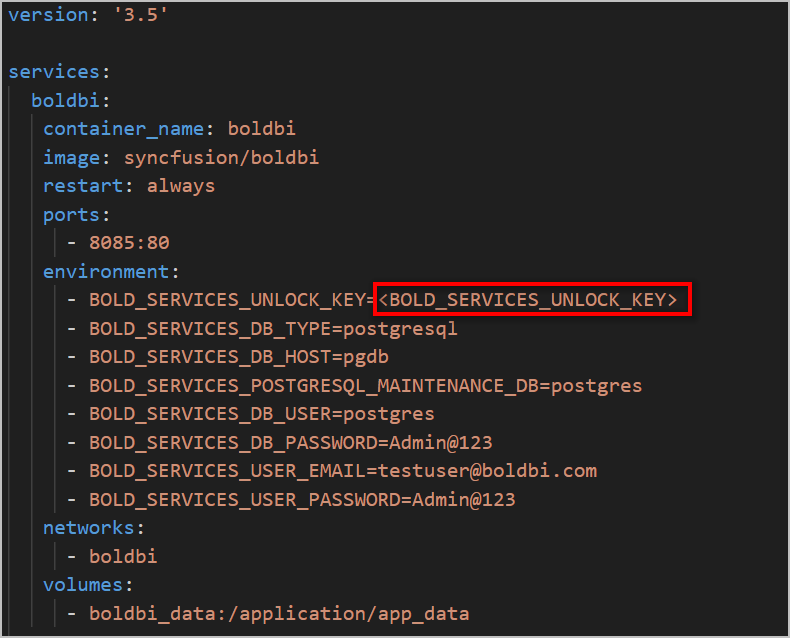 version: '3.5'
services:
boldbi:
container_name: boldbi
image: syncfusion/boldbi
restart: always
ports:
- 8085:80
environment:
- BOLD_SERVICES_UNLOCK_KEY=<BOLD_SERVICES_UNLOCK_KEY>
- BOLD_SERVICES_DB_TYPE=postgresql
- BOLD_SERVICES_DB_HOST=pgdb
- BOLD_SERVICES_POSTGRESQL_MAINTENANCE_DB=postgres
- BOLD_SERVICES_DB_USER=postgres
- BOLD_SERVICES_DB_PASSWORD=Admin@123
- BOLD_SERVICES_USER_EMAIL=testuser@boldbi.com
- BOLD_SERVICES_USER_PASSWORD=Admin@123
networks:
- boldbi
volumes:
- boldbi_data:/application/app_data